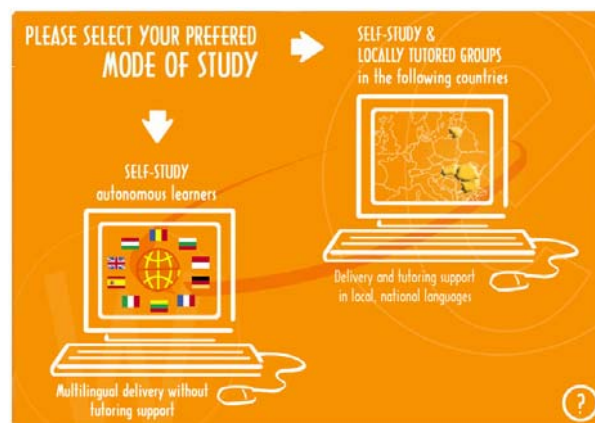 PLEASE SELECT YOUR PREFERED
MODE OF STUDY
SELF-STUDY &
LOCALLY TUTORED GROUPS
in the following countries
SELF-STUDY
autonomous learners
Delivery and tutoring support
in local, national languages
Multilingual delivery without
tutoring support
?